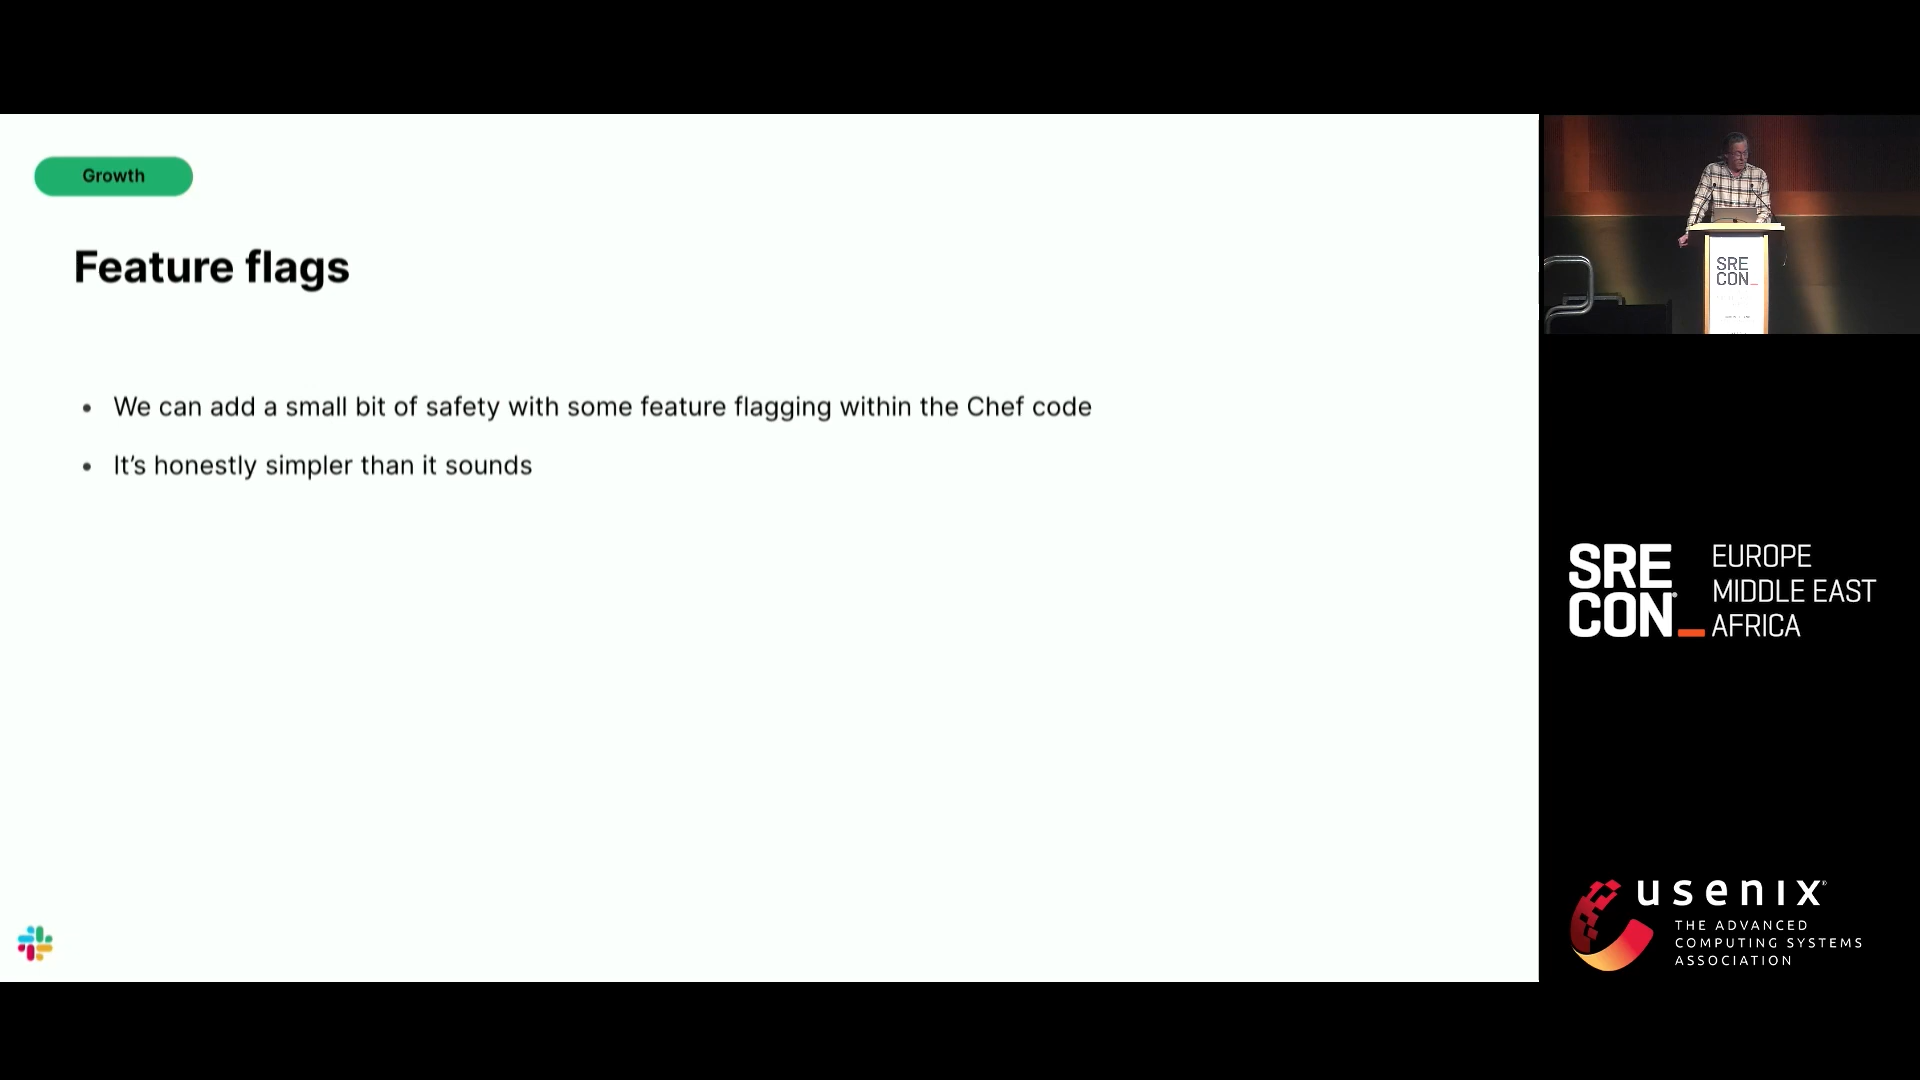 Growth
Feature flags
• We can add a small bit of safety with some feature flagging within the Chef code
• It’s honestly simpler than it sounds
SRE
CON_
SRE
CON®_
EUROPE
MIDDLE EAST
AFRICA
usenix®
THE ADVANCED
COMPUTING SYSTEMS
ASSOCIATION